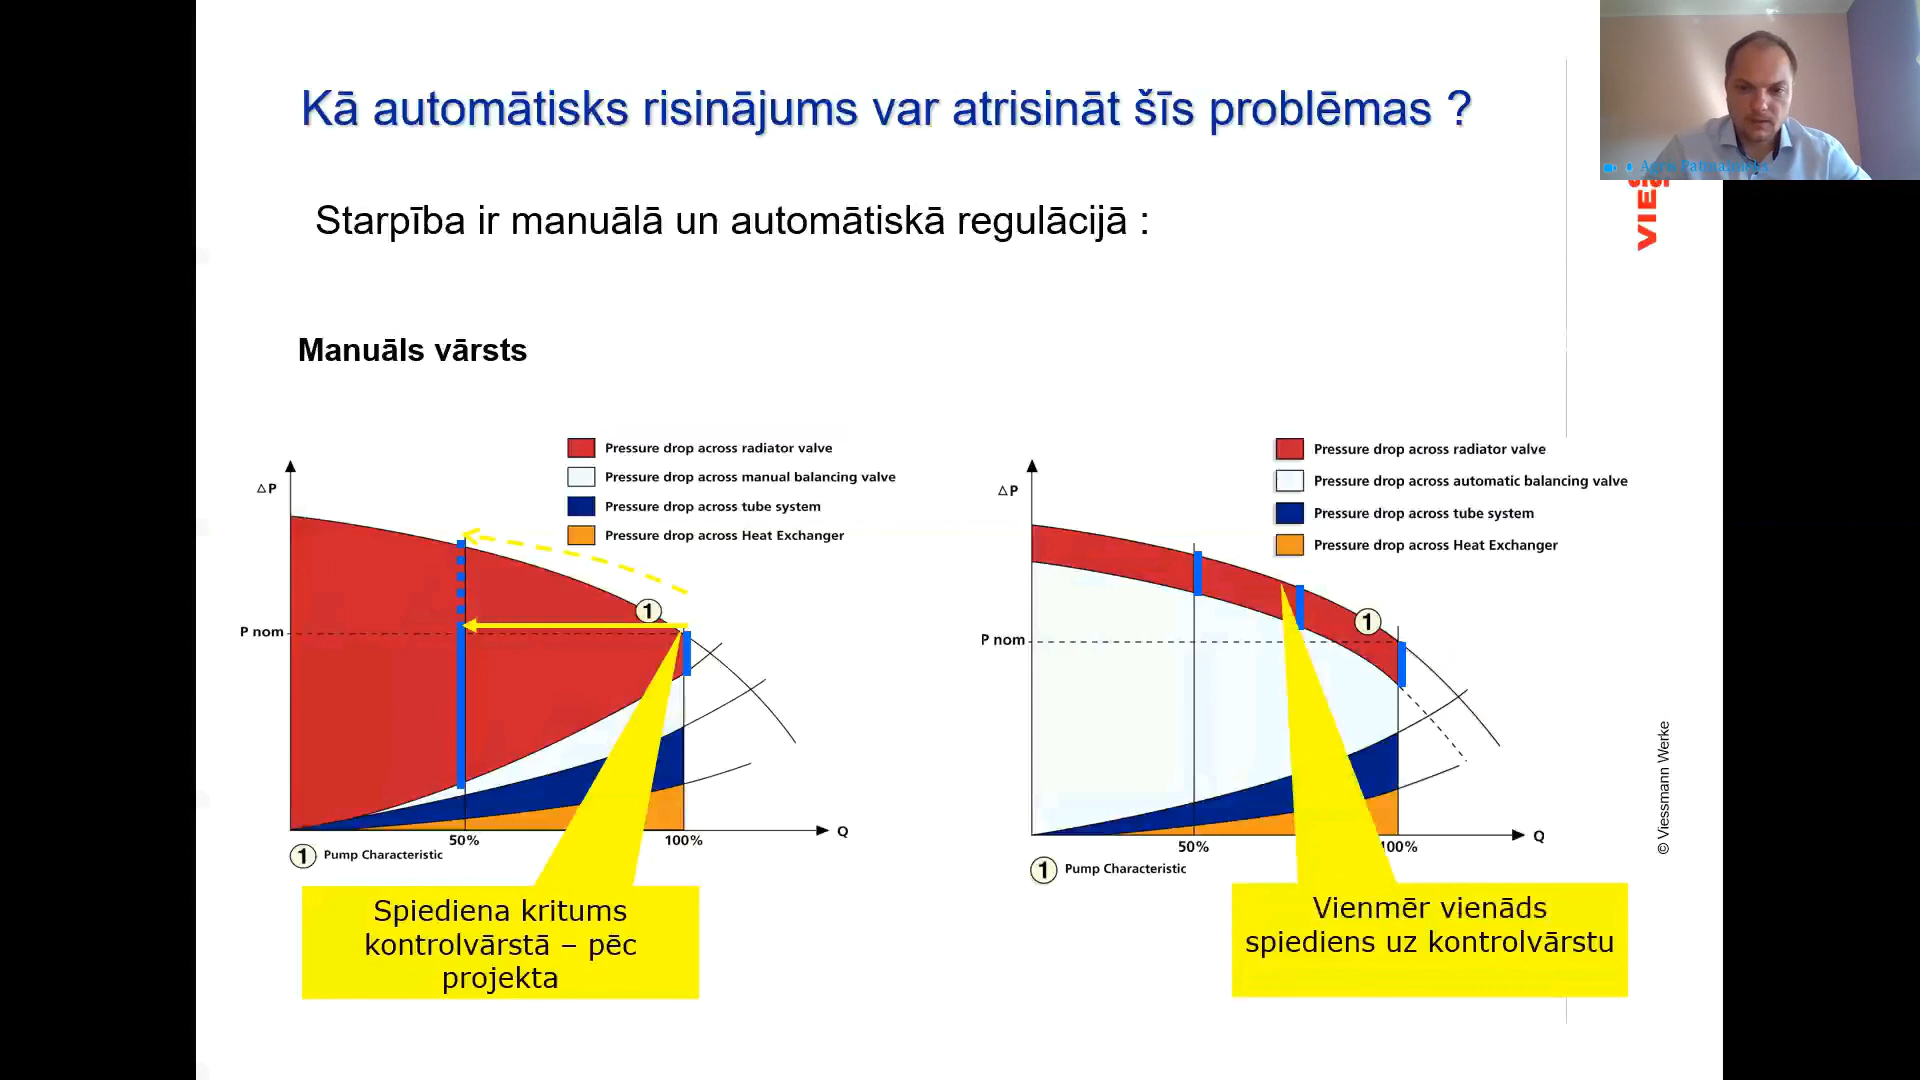 Kā automātisks risinājums var atrisināt šīs problēmas ?
Starpība ir manuālā un automātiskā regulācijā :
Manuāls vārsts
Pressure drop across radiator valve
Pressure drop across manual balancing valve
Pressure drop across tube system
Pressure drop across Heat Exchanger
△P
P nom
1
50%
100%
Q
1 Pump Characteristic
Spiediena kritums
kontrolvārstā – pēc
projekta
Pressure drop across radiator valve
Pressure drop across automatic balancing valve
Pressure drop across tube system
Pressure drop across Heat Exchanger
△P
P nom
1
50%
100%
Q
1 Pump Characteristic
Vienmēr vienāds
spiediens uz kontrolvārstu
VIES
© Viessmann Werke